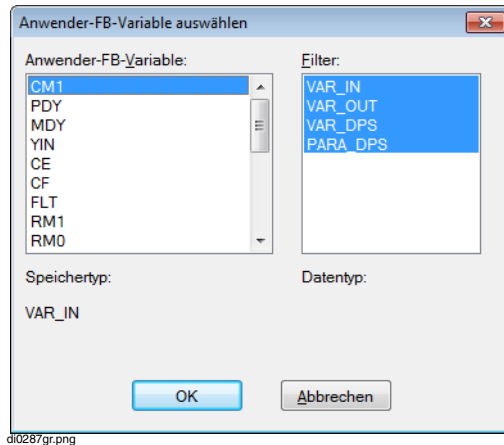 Anwender-FB-Variable auswählen
Anwender-FB-Variable:
CM1
PDY
MDY
YIN
CE
CF
FLT
RM1
RM0
Filter:
VAR_IN
VAR_OUT
VAR_DPS
PARA_DPS
Speichertyp:
Datentyp:
VAR_IN
OK
Abbrechen
di0287gr.png